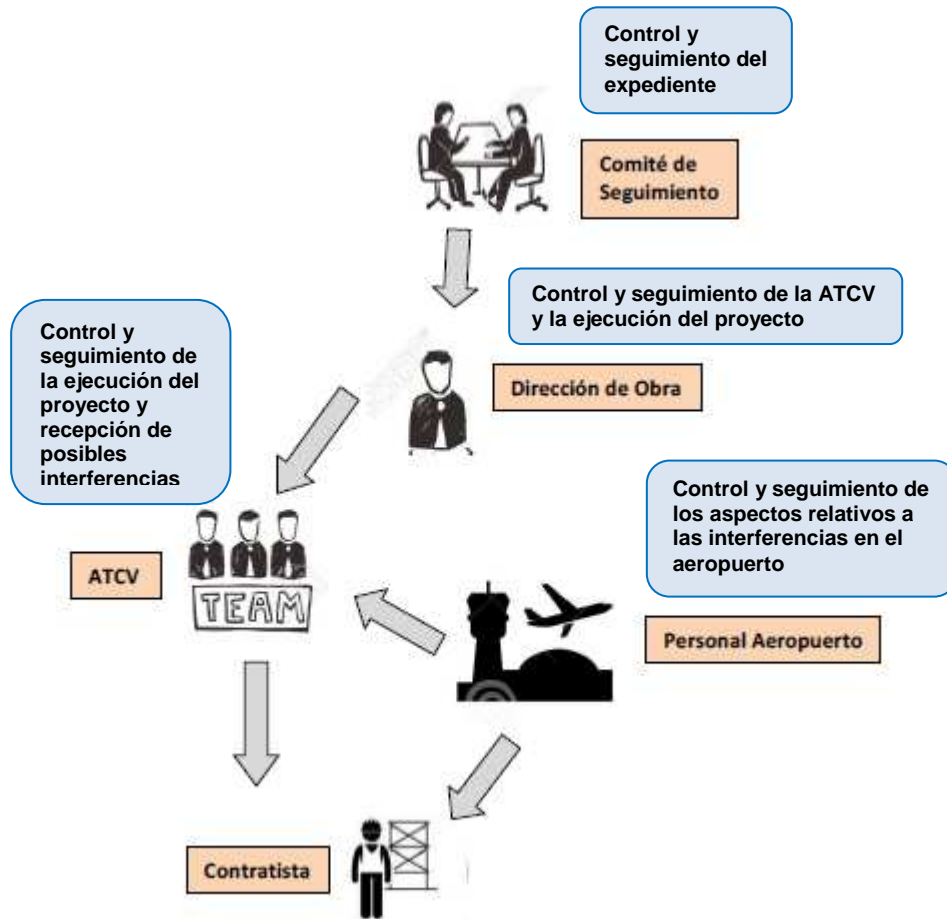 Control y
seguimiento del
expediente
Comité de
Seguimiento
Control y seguimiento de la ATCV
y la ejecución del proyecto
Dirección de Obra
Control y
seguimiento de
la ejecución del
proyecto y
recepción de
posibles
interferencias
ATCV
TEAM
Control y seguimiento de
los aspectos relativos a
las interferencias en el
aeropuerto
Personal Aeropuerto
Contratista